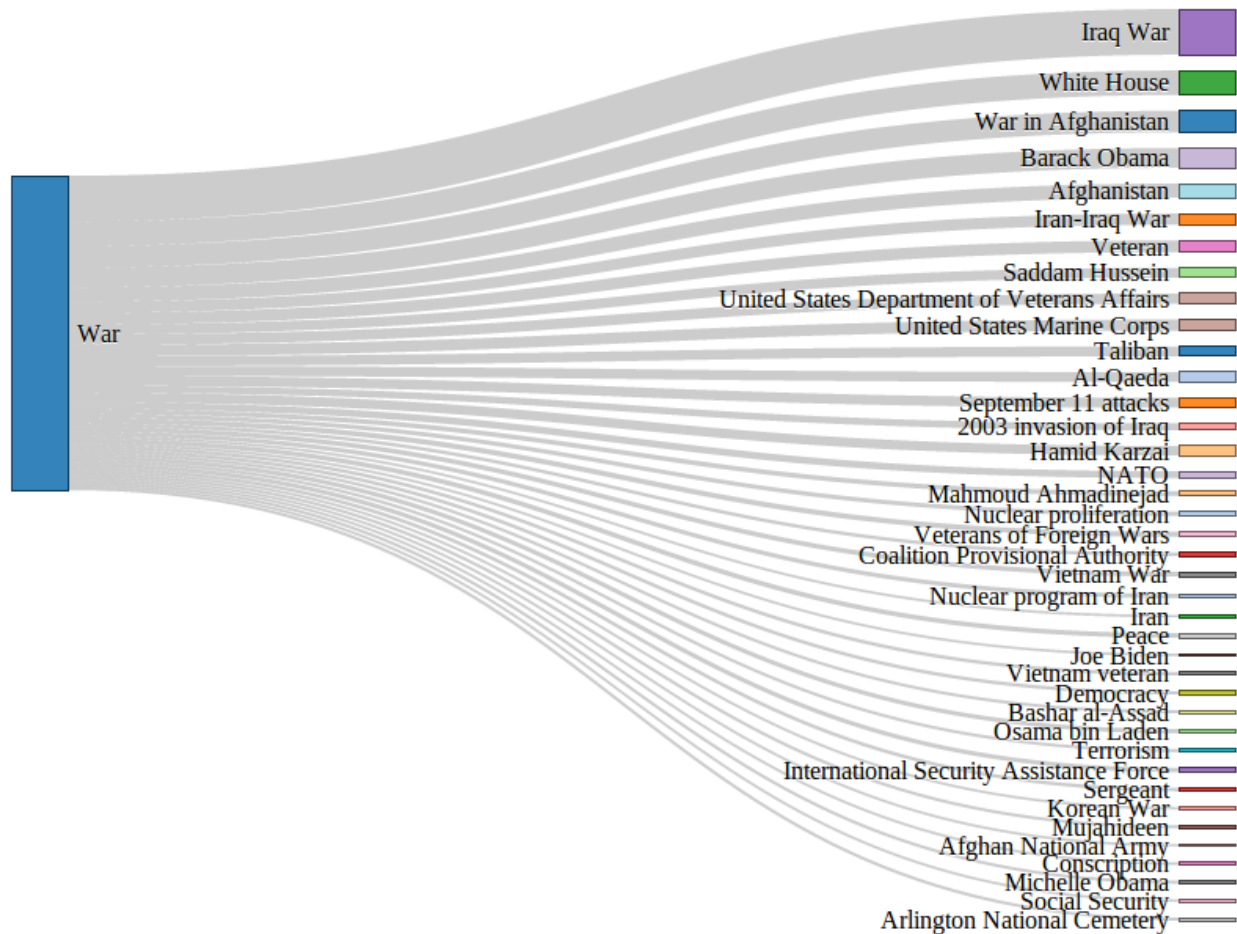 Iraq War
White House
War in Afghanistan
Barack Obama
Afghanistan
Iran-Iraq War
Veteran
Saddam Hussein
United States Department of Veterans Affairs
United States Marine Corps
War
Taliban
Al-Qaeda
September 11 attacks
2003 invasion of Iraq
Hamid Karzai
NATO
Mahmoud Ahmadinejad
Nuclear proliferation
Veterans of Foreign Wars
Coalition Provisional Authority
Vietnam War
Nuclear program of Iran
Iran
Peace
Joe Biden
Vietnam veteran
Democracy
Bashar al-Assad
Osama bin Laden
Terrorism
International Security Assistance Force
Sergeant
Korean War
Mujahideen
Afghan National Army
Conscription
Michelle Obama
Social Security
Arlington National Cemetery